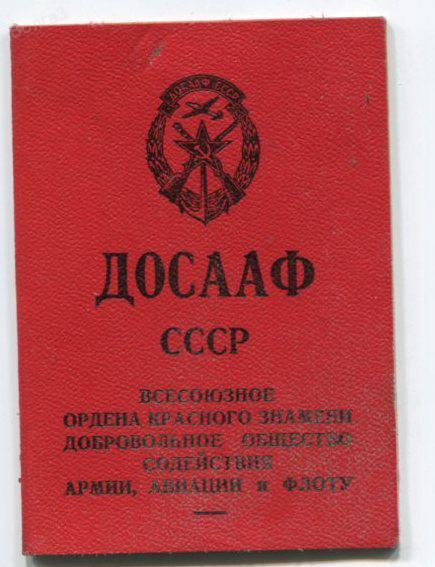 ДОСААФ СССР
ДОСААФ
СССР
ВСЕСОЮЗНОЕ
ОРДЕНА КРАСНОГО ЗНАМЕНИ
ДОБРОВОЛЬНОЕ ОБЩЕСТВО
СОДЕЙСТВИЯ
АРМИИ, АВИАЦИИ и ФЛОТУ